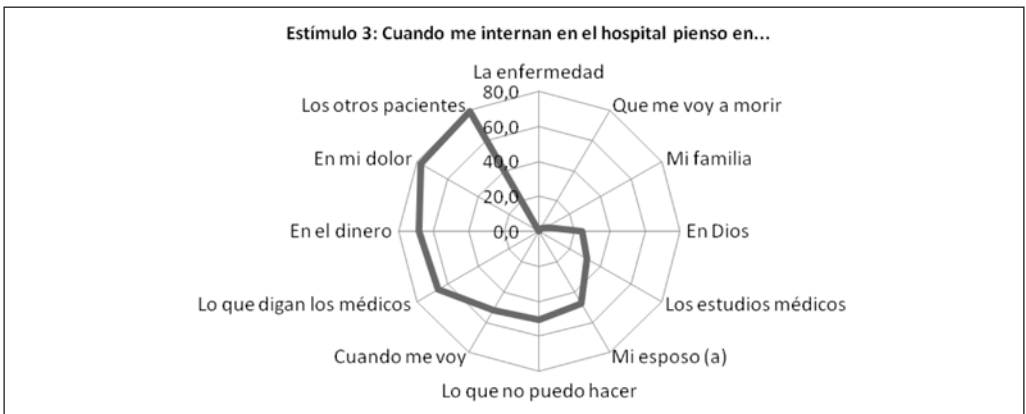 Estímulo 3: Cuando me internan en el hospital pienso en...
La enfermedad
80,0
Los otros pacientes
Que me voy a morir
60,0
En mi dolor
40,0
Mi familia
20,0
En el dinero
0,0
En Dios
Lo que digan los médicos
Los estudios médicos
Cuando me voy
Mi esposo (a)
Lo que no puedo hacer